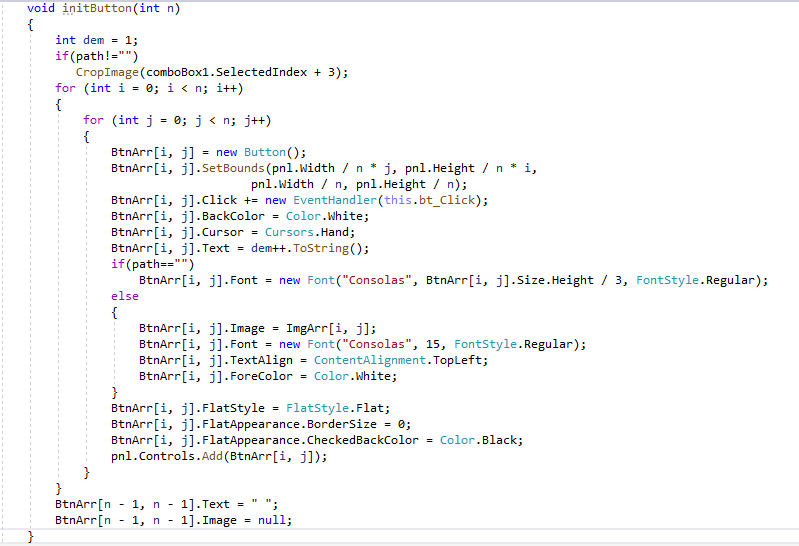 void initButton(int n)
{
    int dem = 1;
    if(path!="")
       CropImage(comboBox1.SelectedIndex + 3);
    for (int i = 0; i < n; i++)
    {
        for (int j = 0; j < n; j++)
        {
            BtnArr[i, j] = new Button();
            BtnArr[i, j].SetBounds(pnl.Width / n * j, pnl.Height / n * i,
                                pnl.Width / n, pnl.Height / n);
            BtnArr[i, j].Click += new EventHandler(this.bt_Click);
            BtnArr[i, j].BackColor = Color.White;
            BtnArr[i, j].Cursor = Cursors.Hand;
            BtnArr[i, j].Text = dem++.ToString();
            if(path=="")
                BtnArr[i, j].Font = new Font("Consolas", BtnArr[i, j].Size.Height / 3, FontStyle.Regular);
            else
            {
                BtnArr[i, j].Image = ImgArr[i, j];
                BtnArr[i, j].Font = new Font("Consolas", 15, FontStyle.Regular);
                BtnArr[i, j].TextAlign = ContentAlignment.TopLeft;
                BtnArr[i, j].ForeColor = Color.White;
            }
            BtnArr[i, j].FlatStyle = FlatStyle.Flat;
            BtnArr[i, j].FlatAppearance.BorderSize = 0;
            BtnArr[i, j].FlatAppearance.CheckedBackColor = Color.Black;
            pnl.Controls.Add(BtnArr[i, j]);
        }
    }
    BtnArr[n - 1, n - 1].Text = " ";
    BtnArr[n - 1, n - 1].Image = null;
}